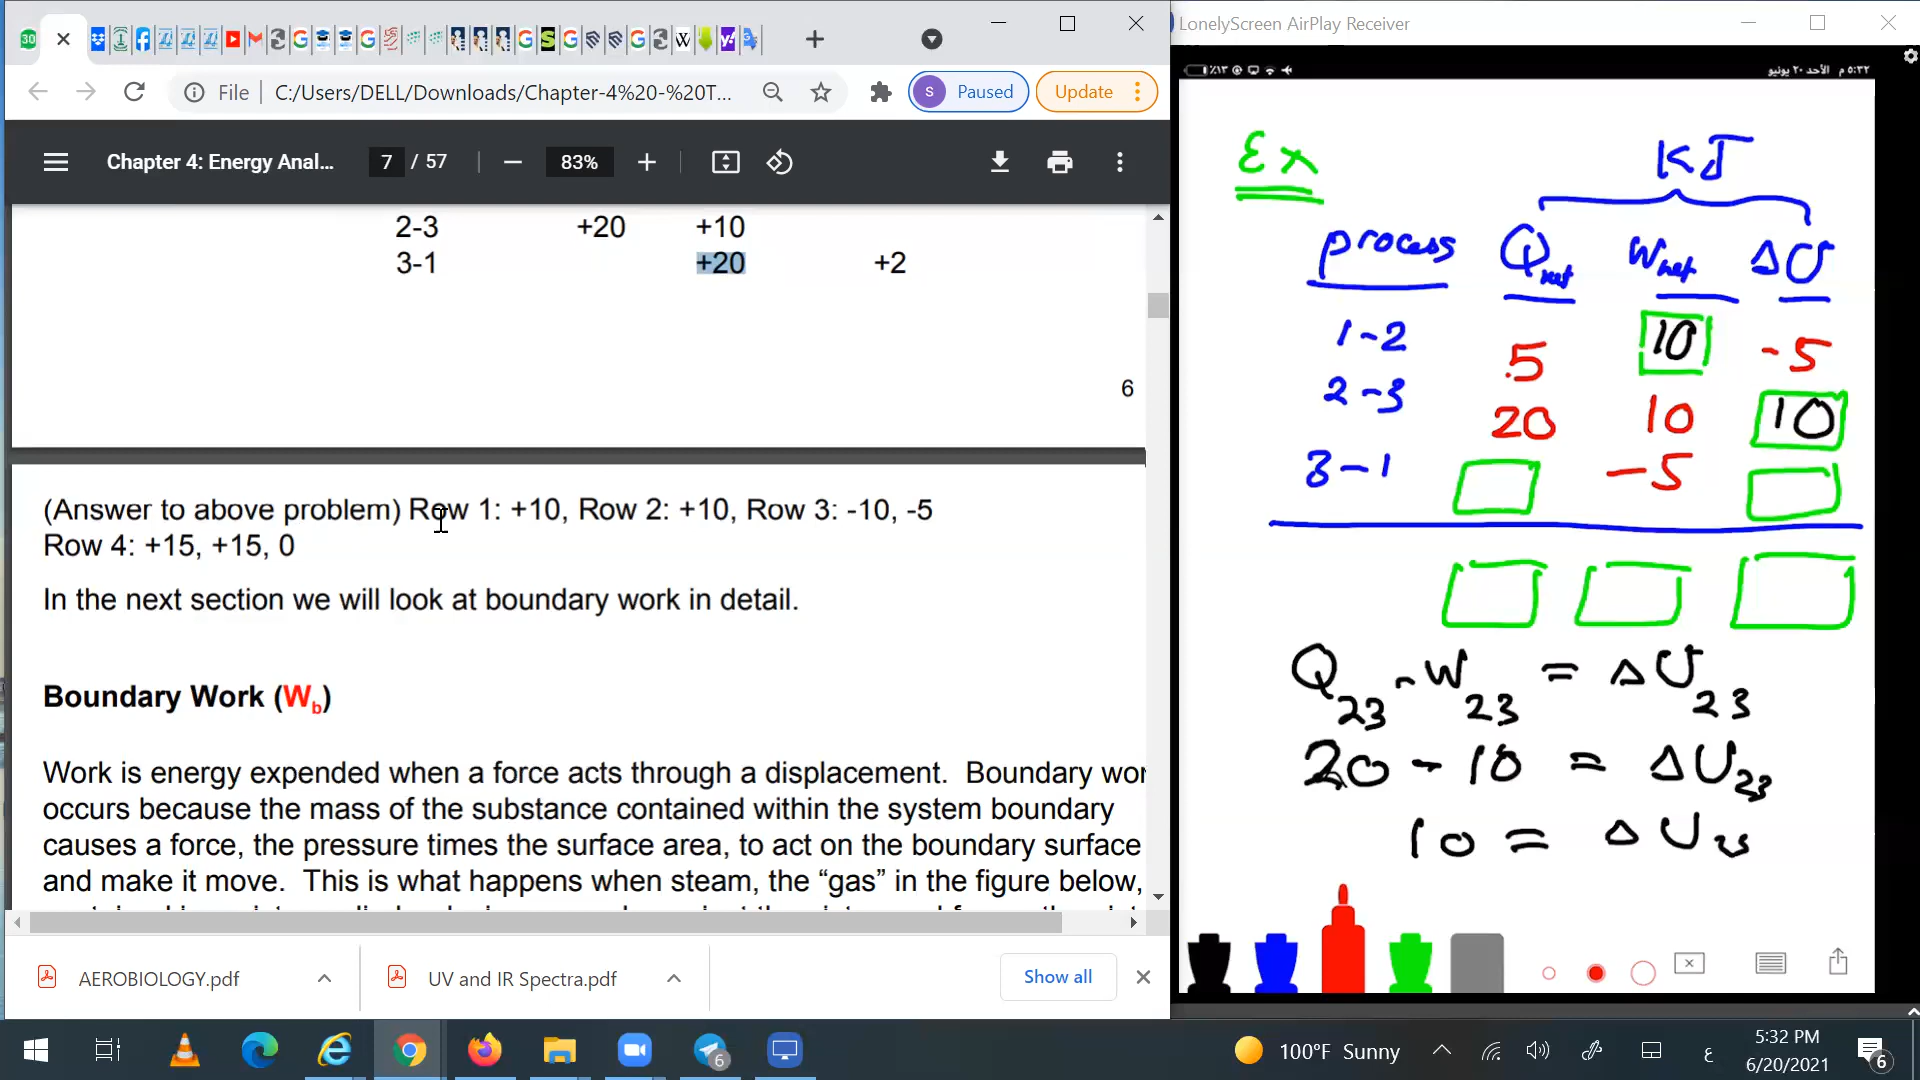 LonelyScreen AirPlay Receiver
File C:/Users/DELL/Downloads/Chapter-4%20-%20T...
S Paused
Update
Chapter 4: Energy Anal...
7 / 57
83%
2-3 +20 +10
3-1 +20 +2
6
(Answer to above problem) Row 1: +10, Row 2: +10, Row 3: -10, -5
Row 4: +15, +15, 0
In the next section we will look at boundary work in detail.
Boundary Work (Wb)
Work is energy expended when a force acts through a displacement. Boundary wor
occurs because the mass of the substance contained within the system boundary
causes a force, the pressure times the surface area, to act on the boundary surface
and make it move. This is what happens when steam, the “gas” in the figure below,
AEROBIOLOGY.pdf
UV and IR Spectra.pdf
Show all
٪١٣
٥:٣٢ م الأحد ٢٠ يونيو
Ex
KJ
process Qnet Wnet ΔU
1-2 5 10 -5
2-3 20 10 10
3-1 -5
Q23 - W23 = ΔU23
20 - 10 = ΔU23
10 = ΔU23
6
100°F Sunny
ع
5:32 PM
6/20/2021
6